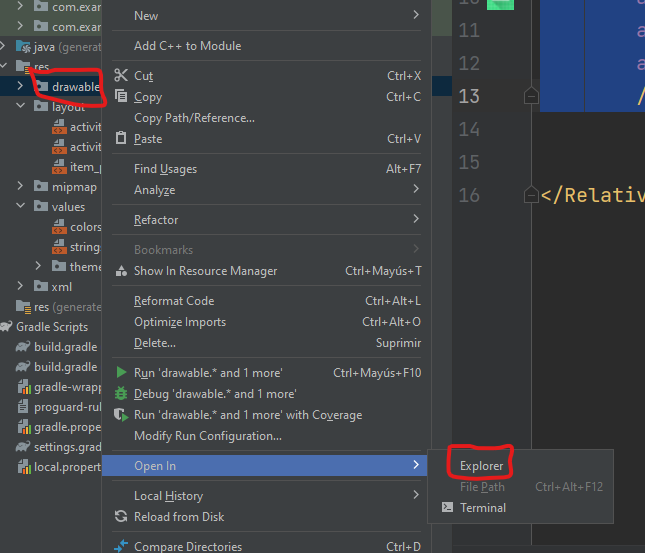 com.exa
com.exa
java (genera
res
drawable
layout
activit
activit
item_p
mipmap
values
colors
strings
theme
xml
res (generate
Gradle Scripts
build.gradle
build.gradle
gradle-wrapp
proguard-rul
gradle.prope
settings.grad
local.propert
New
Add C++ to Module
Cut Ctrl+X
Copy Ctrl+C
Copy Path/Reference...
Paste Ctrl+V
Find Usages Alt+F7
Analyze
Refactor
Bookmarks
Show In Resource Manager Ctrl+Mayús+T
Reformat Code Ctrl+Alt+L
Optimize Imports Ctrl+Alt+O
Delete... Suprimir
Run 'drawable.* and 1 more' Ctrl+Mayús+F10
Debug 'drawable.* and 1 more'
Run 'drawable.* and 1 more' with Coverage
Modify Run Configuration...
Open In
Local History
Reload from Disk
Compare Directories Ctrl+D
Explorer
File Path Ctrl+Alt+F12
Terminal
11 a
12 a
13 /
14
15
16 </Relativ